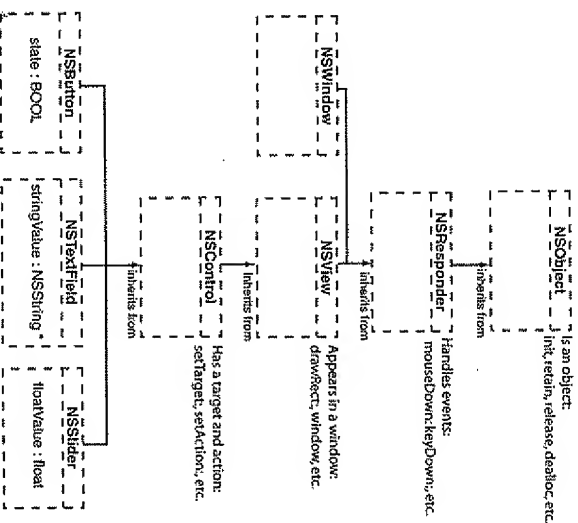 NSObject
Is an object:
init, retain, release, dealloc, etc.
inherits from
NSResponder
Handles events:
mouseDown:keyDown:, etc.
inherits from
NSWindow
NSView
Appears in a window:
drawRect:, window, etc.
Inherits from
NSControl
Has a target and action:
setTarget:, setAction:, etc.
inherits from
NSButton
state : BOOL
NSTextField
stringValue : NSString *
NSSlider
floatValue : float